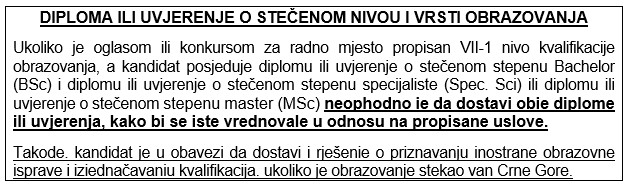 DIPLOMA ILI UVJERENJE O STEČENOM NIVOU I VRSTI OBRAZOVANJA
Ukoliko je oglasom ili konkursom za radno mjesto propisan VII-1 nivo kvalifikacije
obrazovanja, a kandidat posjeduje diplomu ili uvjerenje o stečenom stepenu Bachelor
(BSc) i diplomu ili uvjerenje o stečenom stepenu specijaliste (Spec. Sci) ili diplomu ili
uvjerenje o stečenom stepenu master (MSc) neophodno je da dostavi obje diplome
ili uvjerenja, kako bi se iste vrednovale u odnosu na propisane uslove.
Takođe. kandidat je u obavezi da dostavi i rješenje o priznavanju inostrane obrazovne
isprave i izjednačavanju kvalifikacija. ukoliko je obrazovanje stekao van Crne Gore.